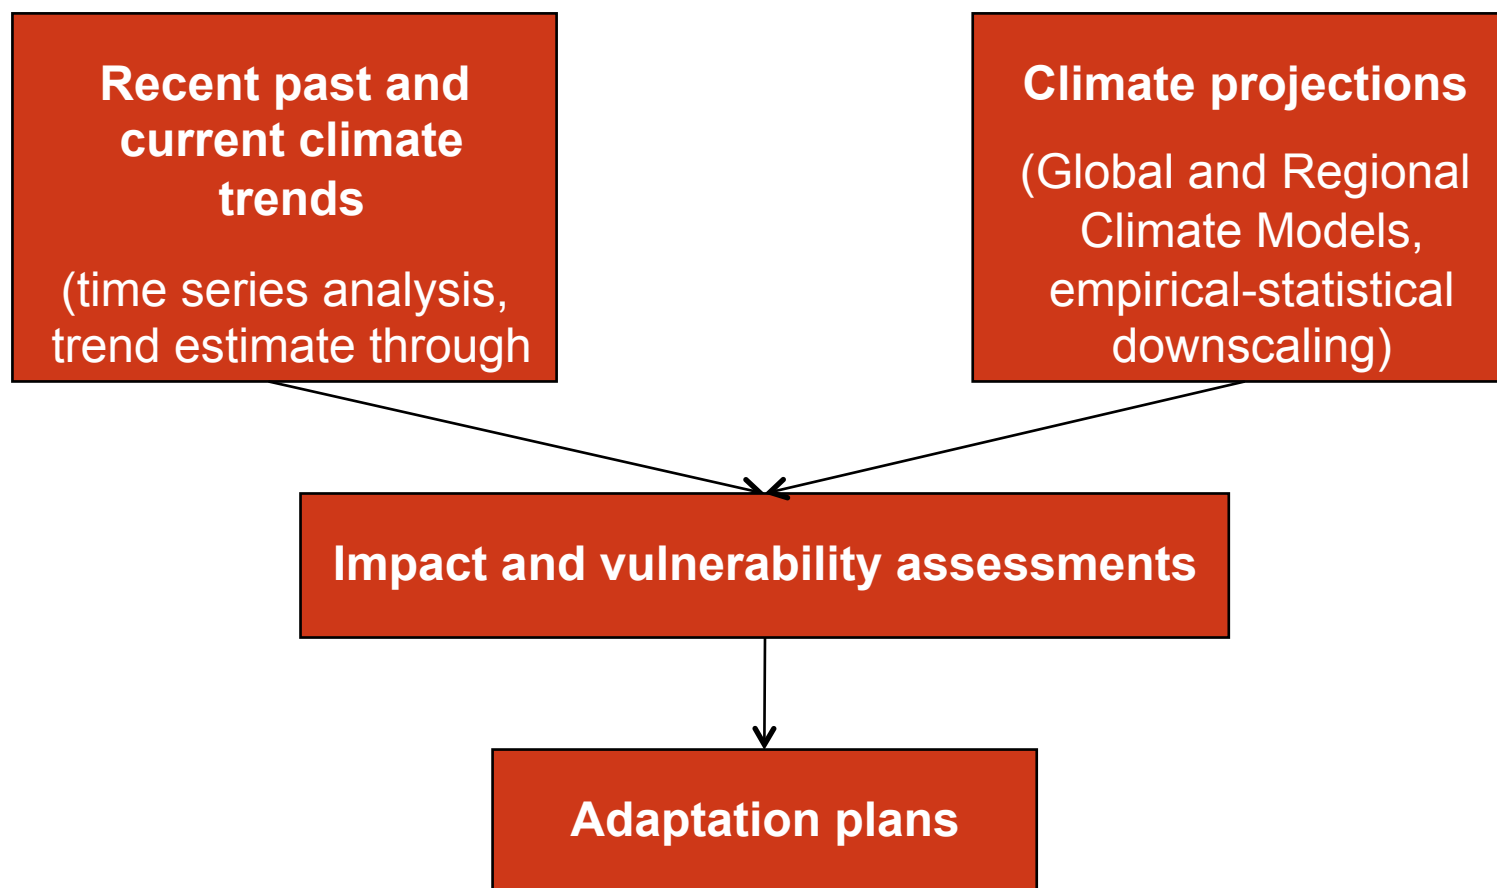 Recent past and
current climate
trends
(time series analysis,
trend estimate through
Climate projections
(Global and Regional
Climate Models,
empirical-statistical
downscaling)
Impact and vulnerability assessments
Adaptation plans